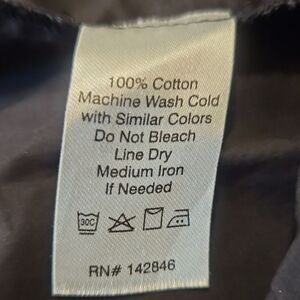 100% Cotton
Machine Wash Cold
with Similar Colors
Do Not Bleach
Line Dry
Medium Iron
If Needed
30C
RN# 142846